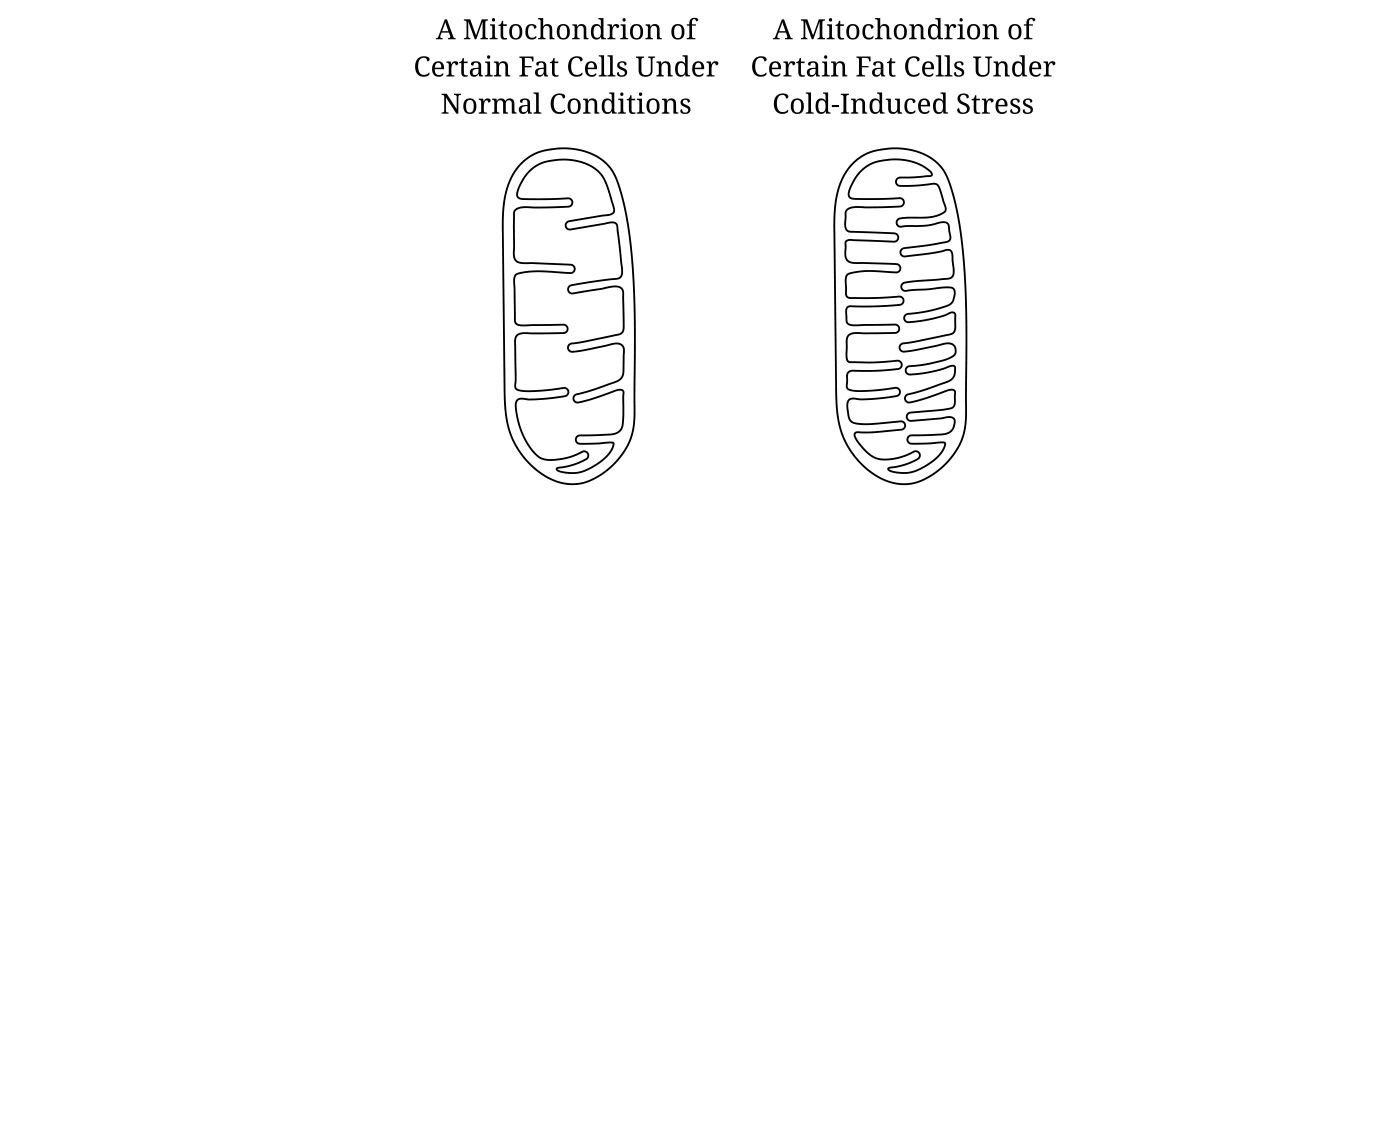 A Mitochondrion of
Certain Fat Cells Under
Normal Conditions
A Mitochondrion of
Certain Fat Cells Under
Cold-Induced Stress